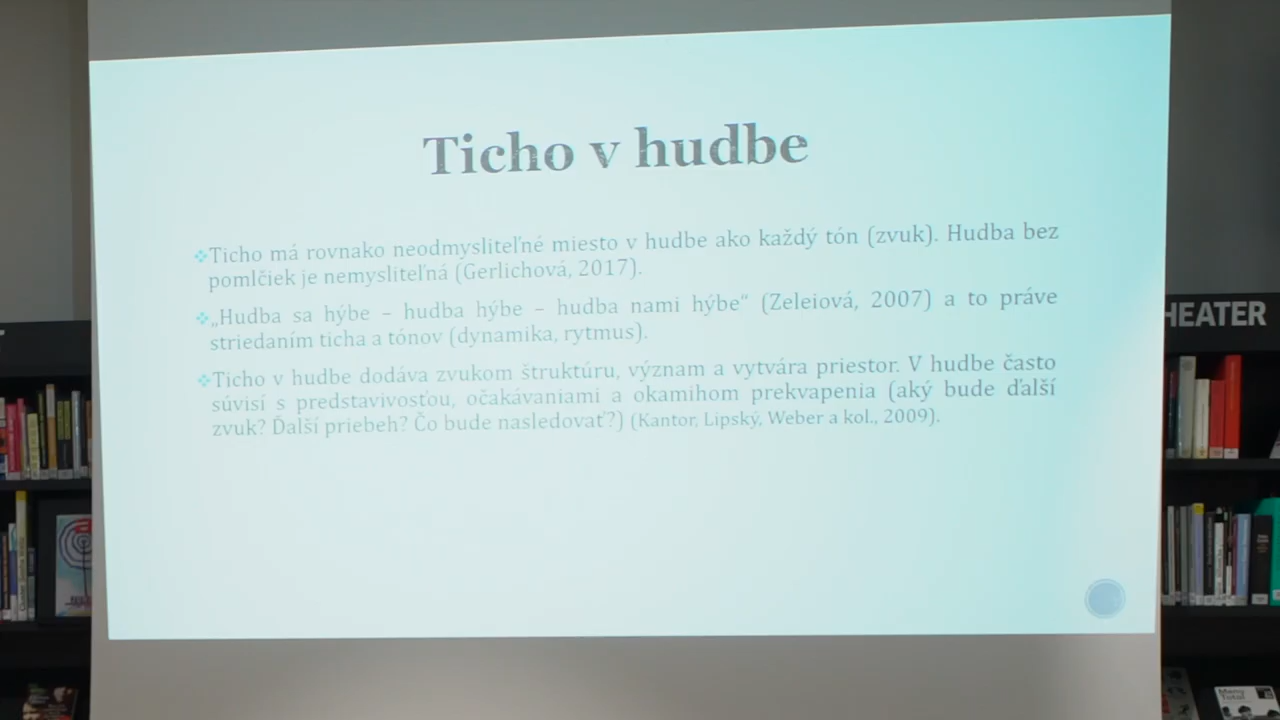 Ticho v hudbe
Ticho má rovnako neodmysliteľné miesto v hudbe ako každý tón (zvuk). Hudba bez
pomlčiek je nemysliteľná (Gerlichová, 2017).
„Hudba sa hýbe – hudba hýbe – hudba nami hýbe“ (Zeleiová, 2007) a to práve
striedaním ticha a tónov (dynamika, rytmus).
Ticho v hudbe dodáva zvukom štruktúru, význam a vytvára priestor. V hudbe často
súvisí s predstavivosťou, očakávaniami a okamihom prekvapenia (aký bude ďalší
zvuk? Ďalší priebeh? Čo bude nasledovať?) (Kantor, Lipský, Weber a kol., 2009).
HEATER